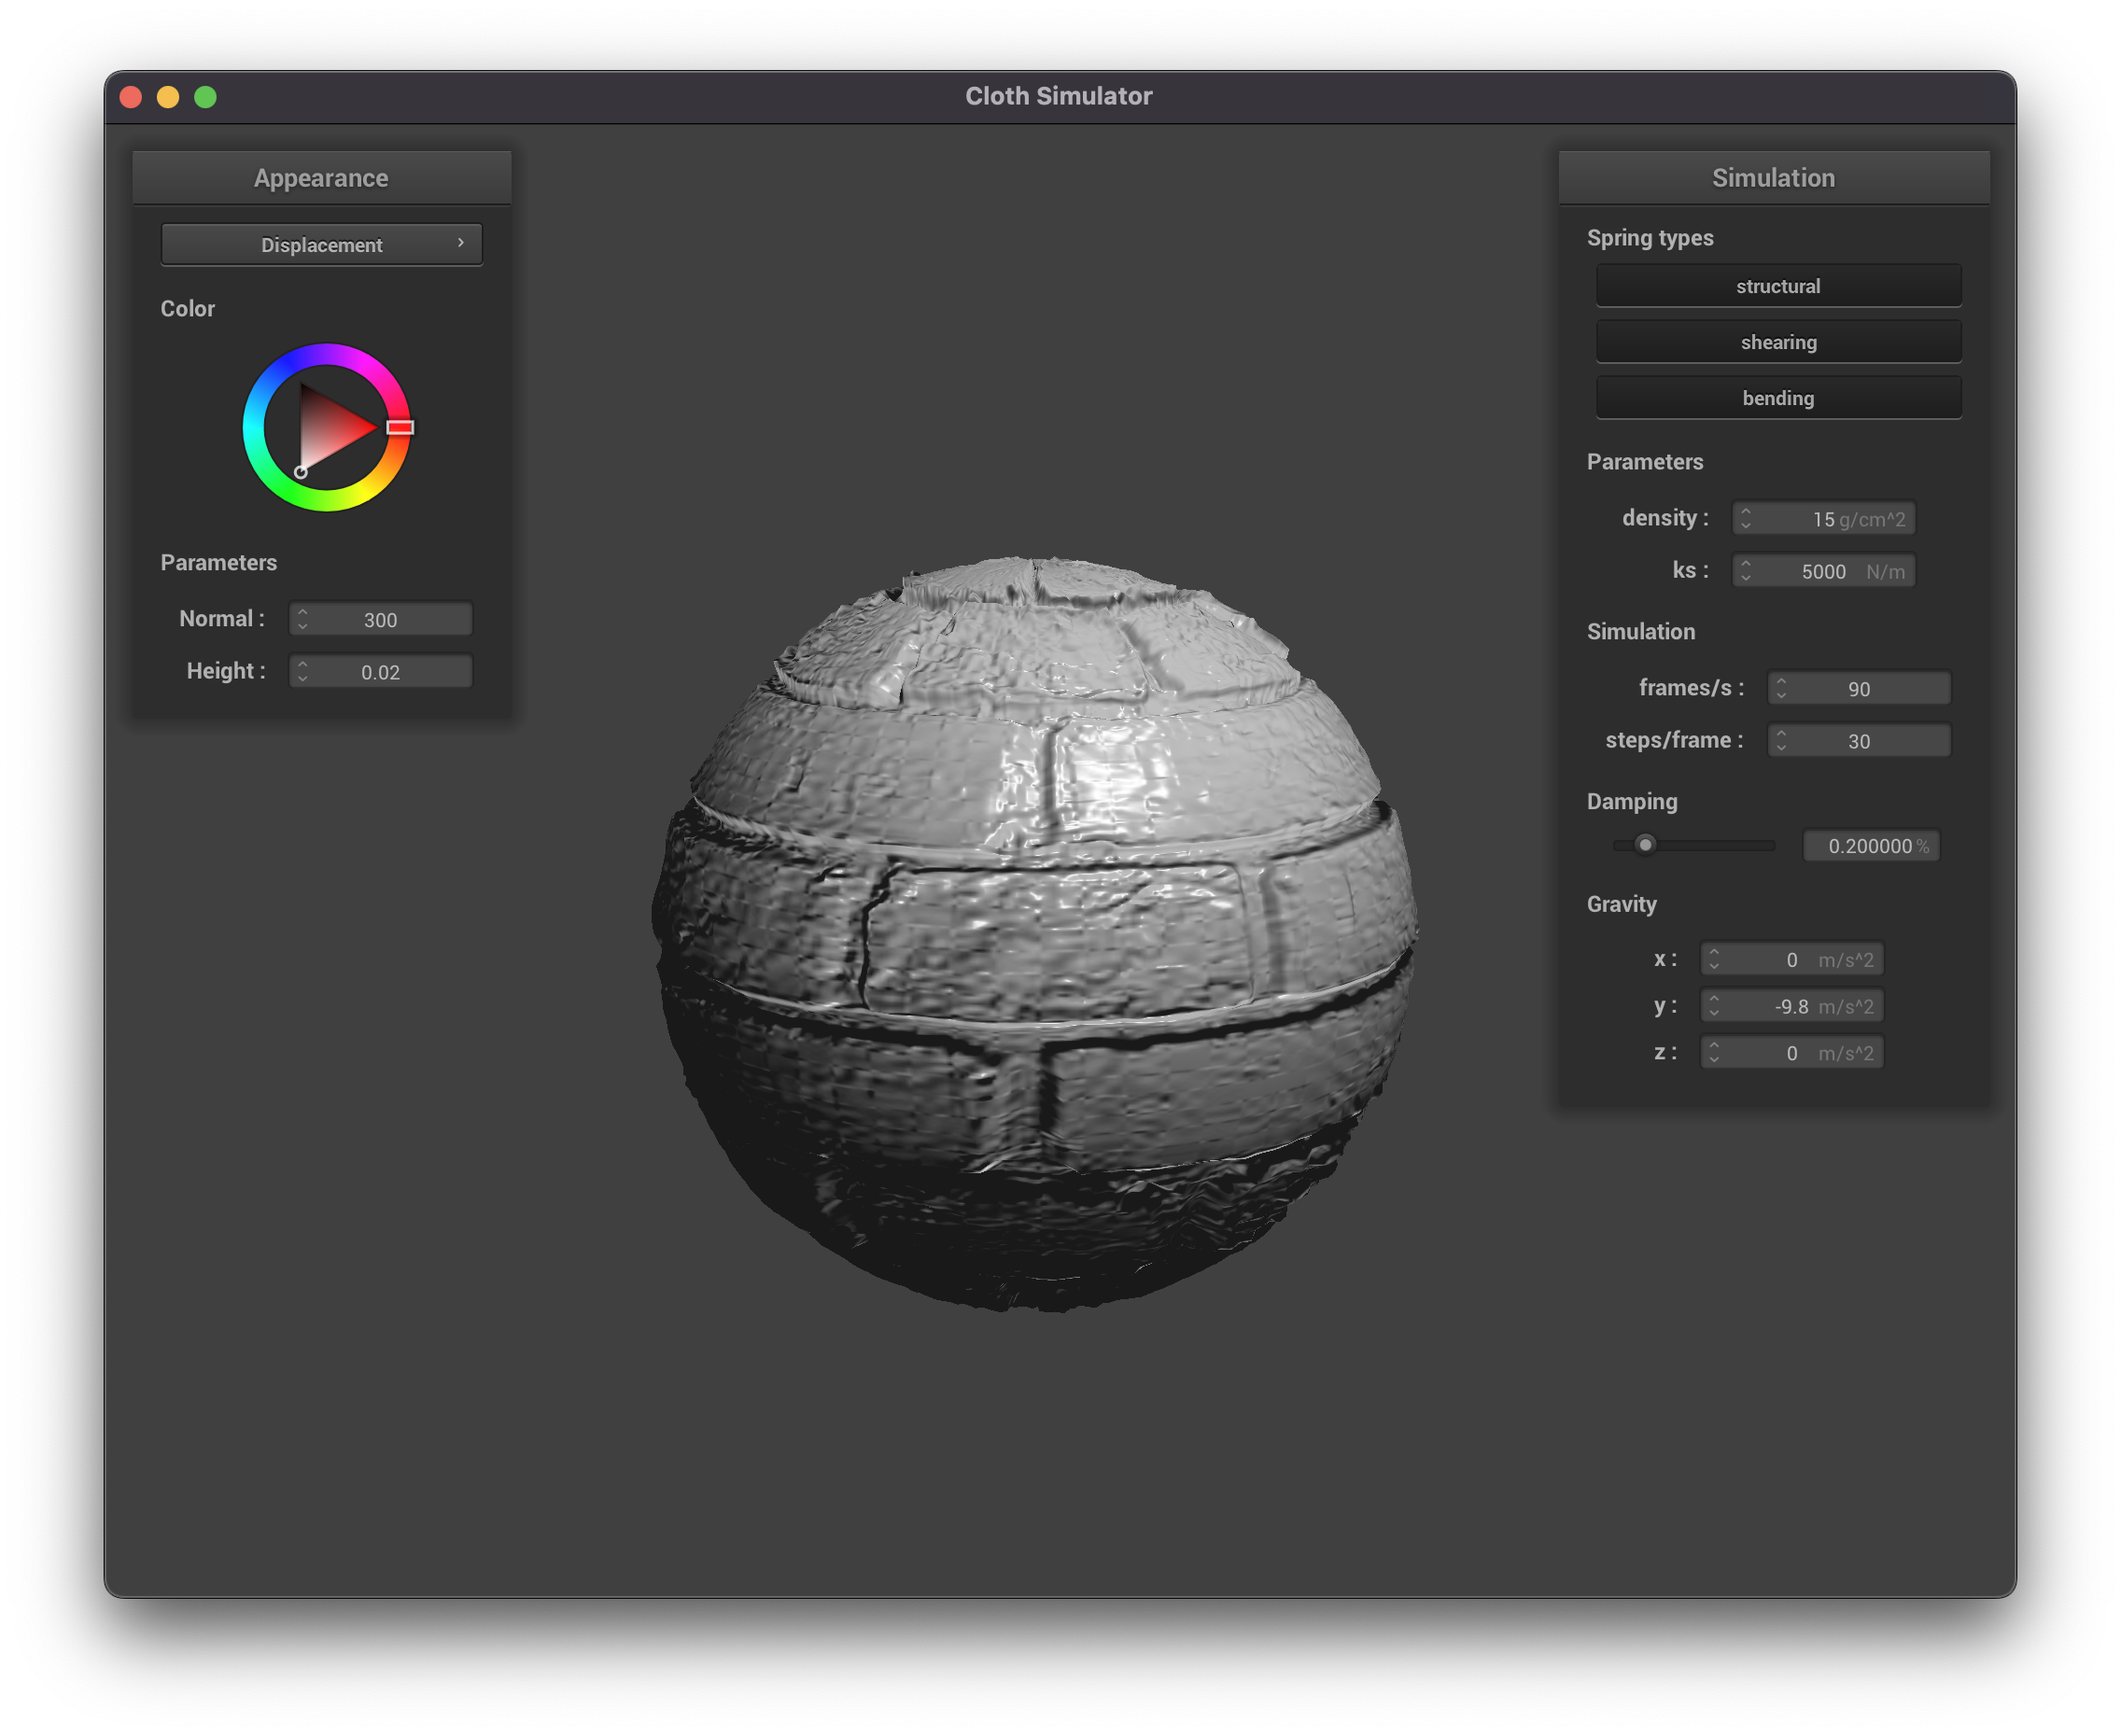 Cloth Simulator
Appearance
Displacement
Color
Parameters
Normal : 300
Height : 0.02
Simulation
Spring types
structural
shearing
bending
Parameters
density : 15 g/cm^2
ks : 5000 N/m
Simulation
frames/s : 90
steps/frame : 30
Damping
0.200000 %
Gravity
x : 0 m/s^2
y : -9.8 m/s^2
z : 0 m/s^2